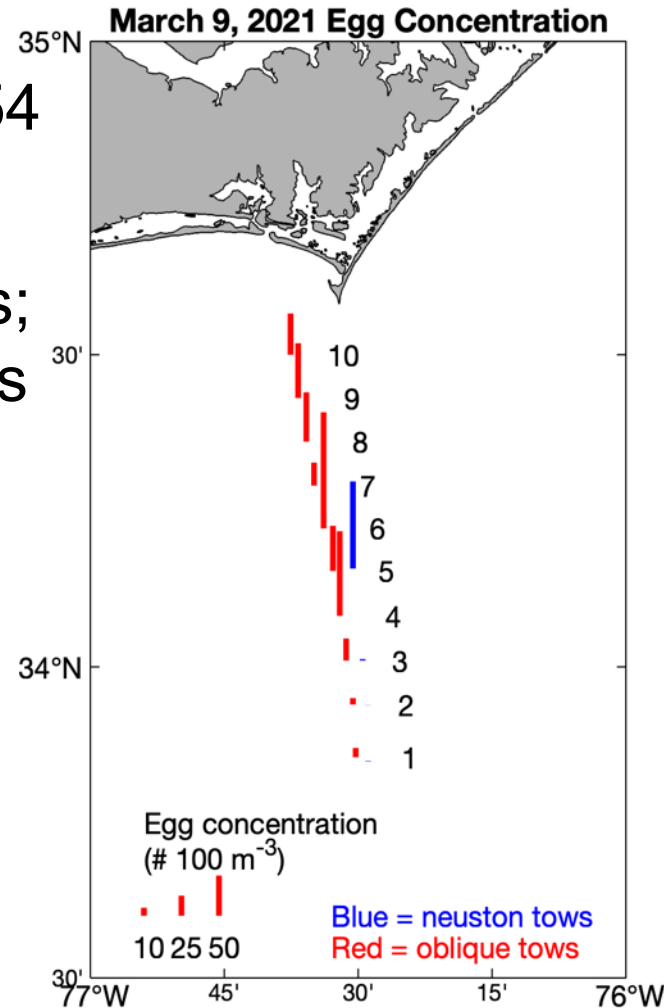 March 9, 2021 Egg Concentration
35°N
54
s;
s
30'
10
9
8
7
6
5
4
34°N
3
2
1
Egg concentration
(# 100 m⁻³)
10 25 50
Blue = neuston tows
Red = oblique tows
30'
77°W 45' 30' 15' 76°W